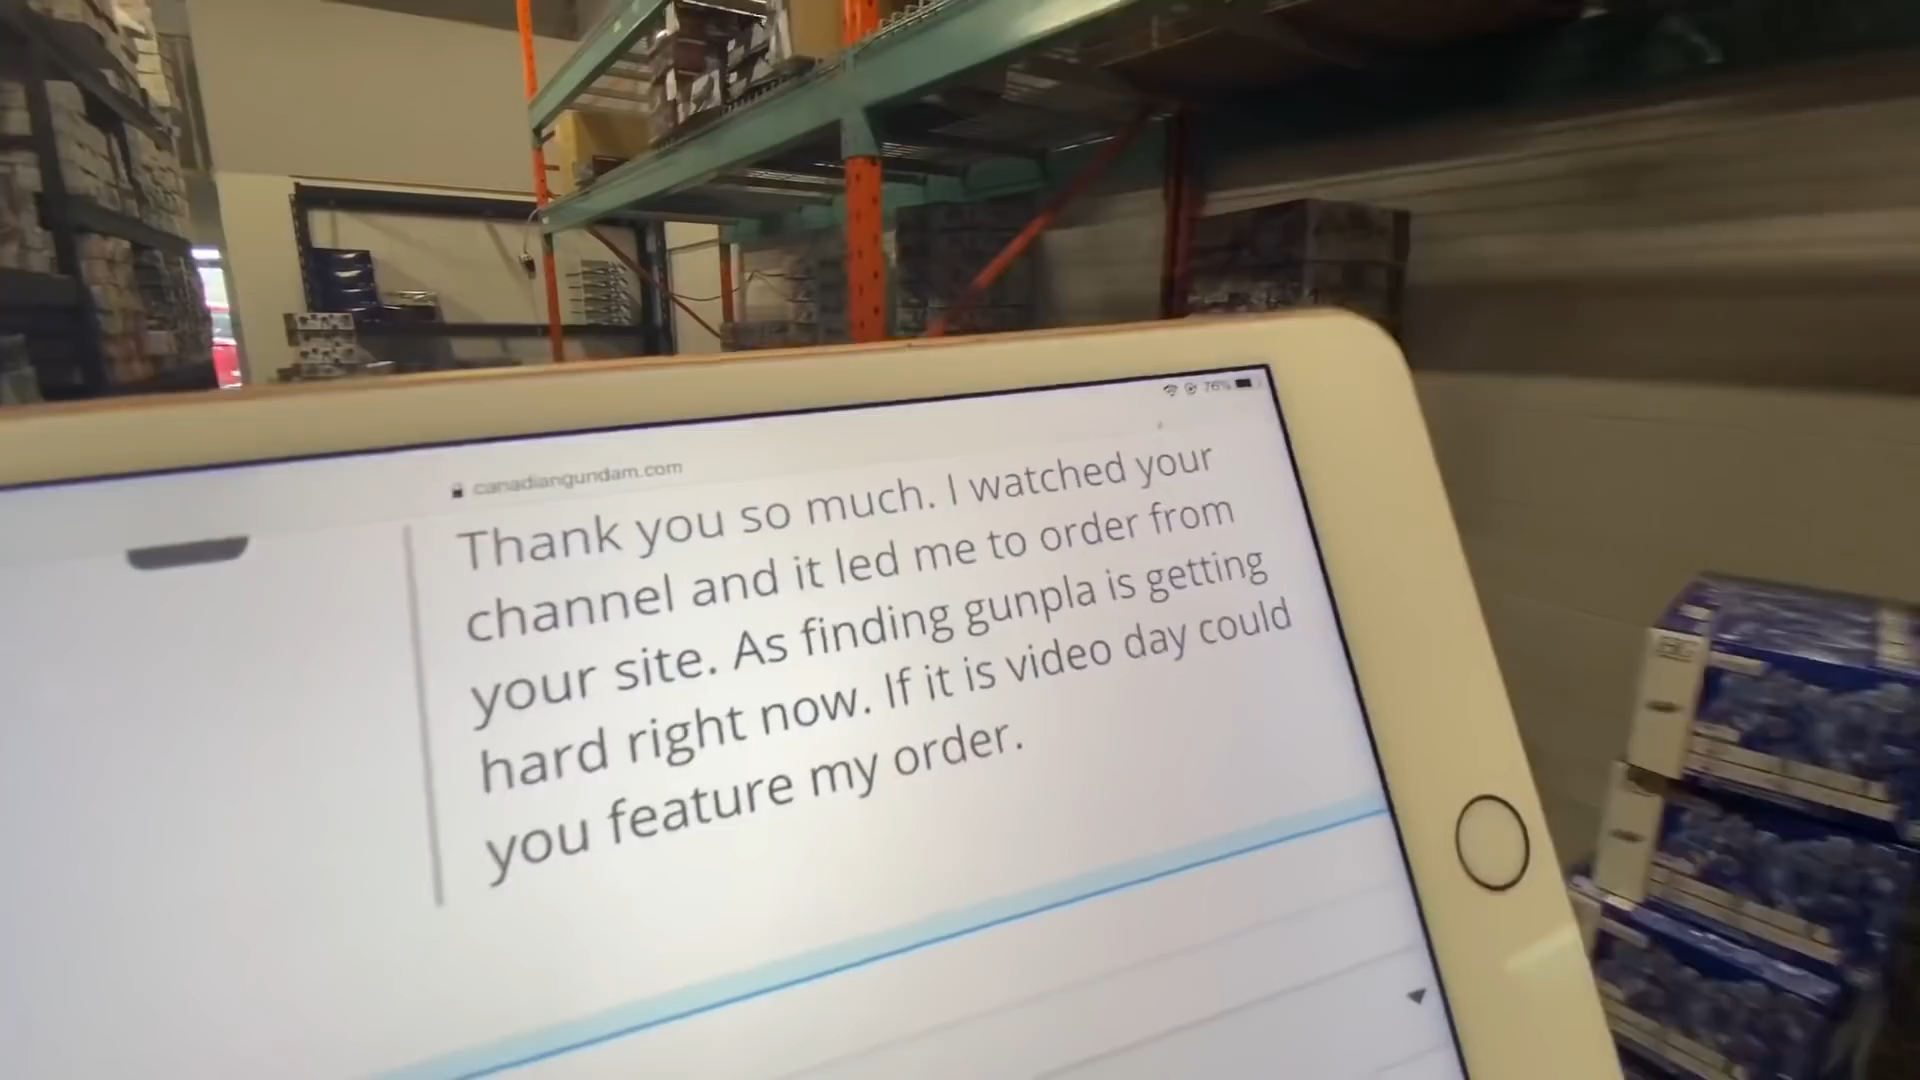 76%
canadiangundam.com
Thank you so much. I watched your
channel and it led me to order from
your site. As finding gunpla is getting
hard right now. If it is video day could
you feature my order.